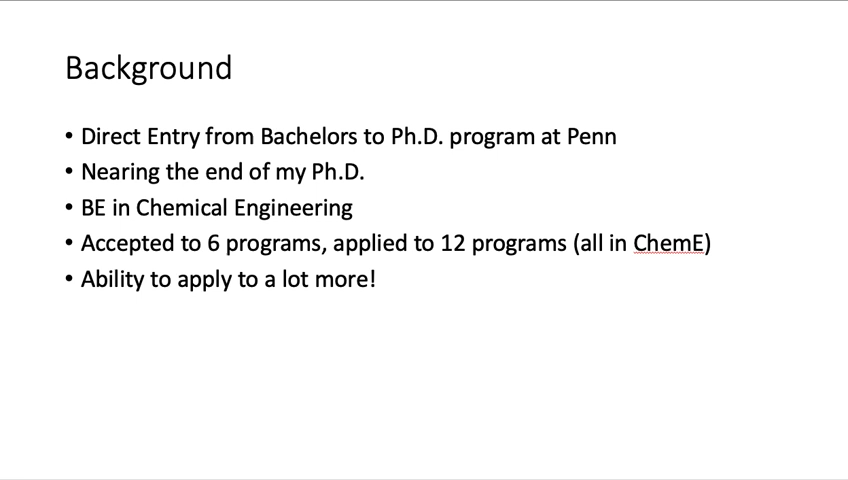 Background
• Direct Entry from Bachelors to Ph.D. program at Penn
• Nearing the end of my Ph.D.
• BE in Chemical Engineering
• Accepted to 6 programs, applied to 12 programs (all in ChemE)
• Ability to apply to a lot more!